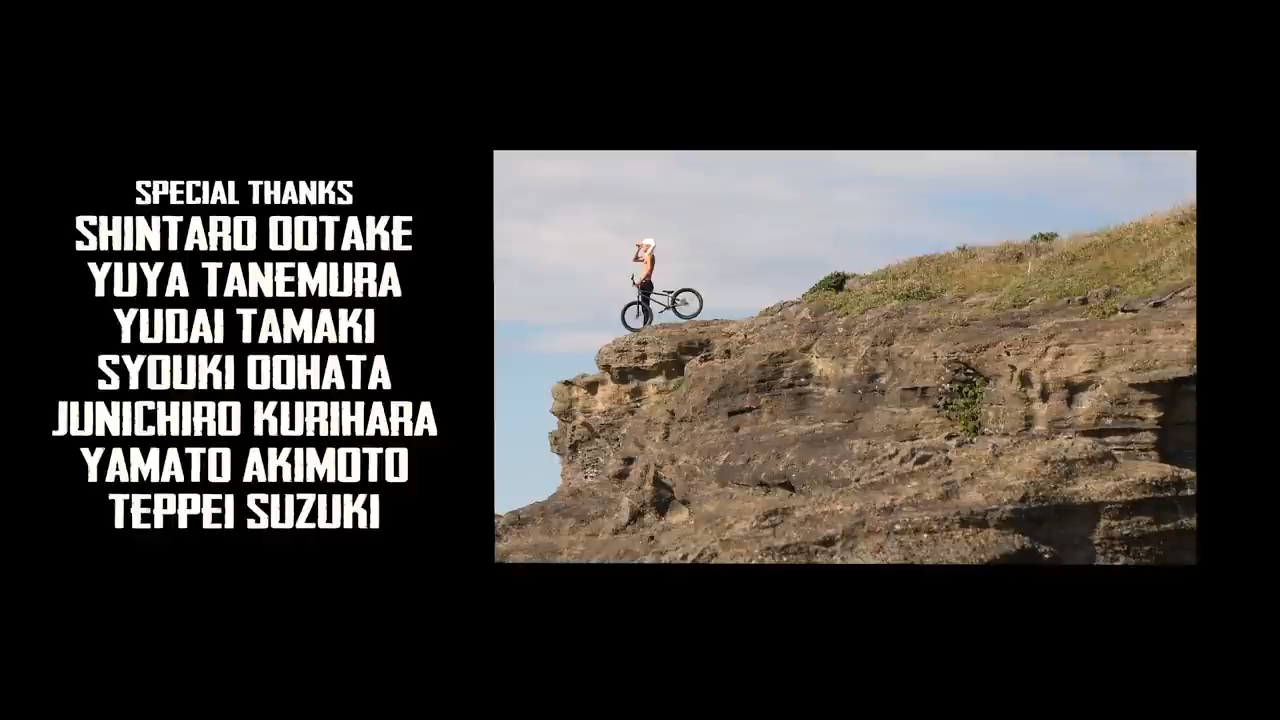 SPECIAL THANKS
SHINTARO OOTAKE
YUYA TANEMURA
YUDAI TAMAKI
SYOUKI OOHATA
JUNICHIRO KURIHARA
YAMATO AKIMOTO
TEPPEI SUZUKI